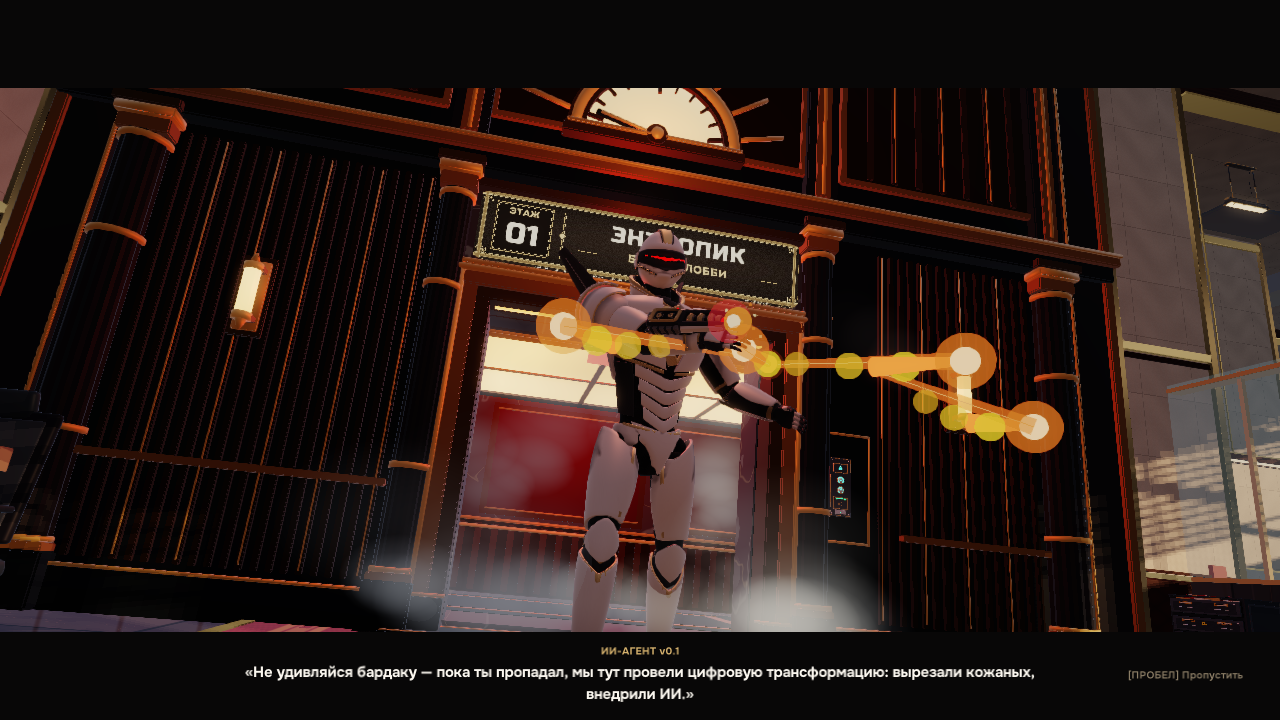 ЭТАЖ
01
ИИ-АГЕНТ v0.1
«Не удивляйся бардаку — пока ты пропадал, мы тут провели цифровую трансформацию: вырезали кожаных,
внедрили ИИ.»
[ПРОБЕЛ] Пропустить